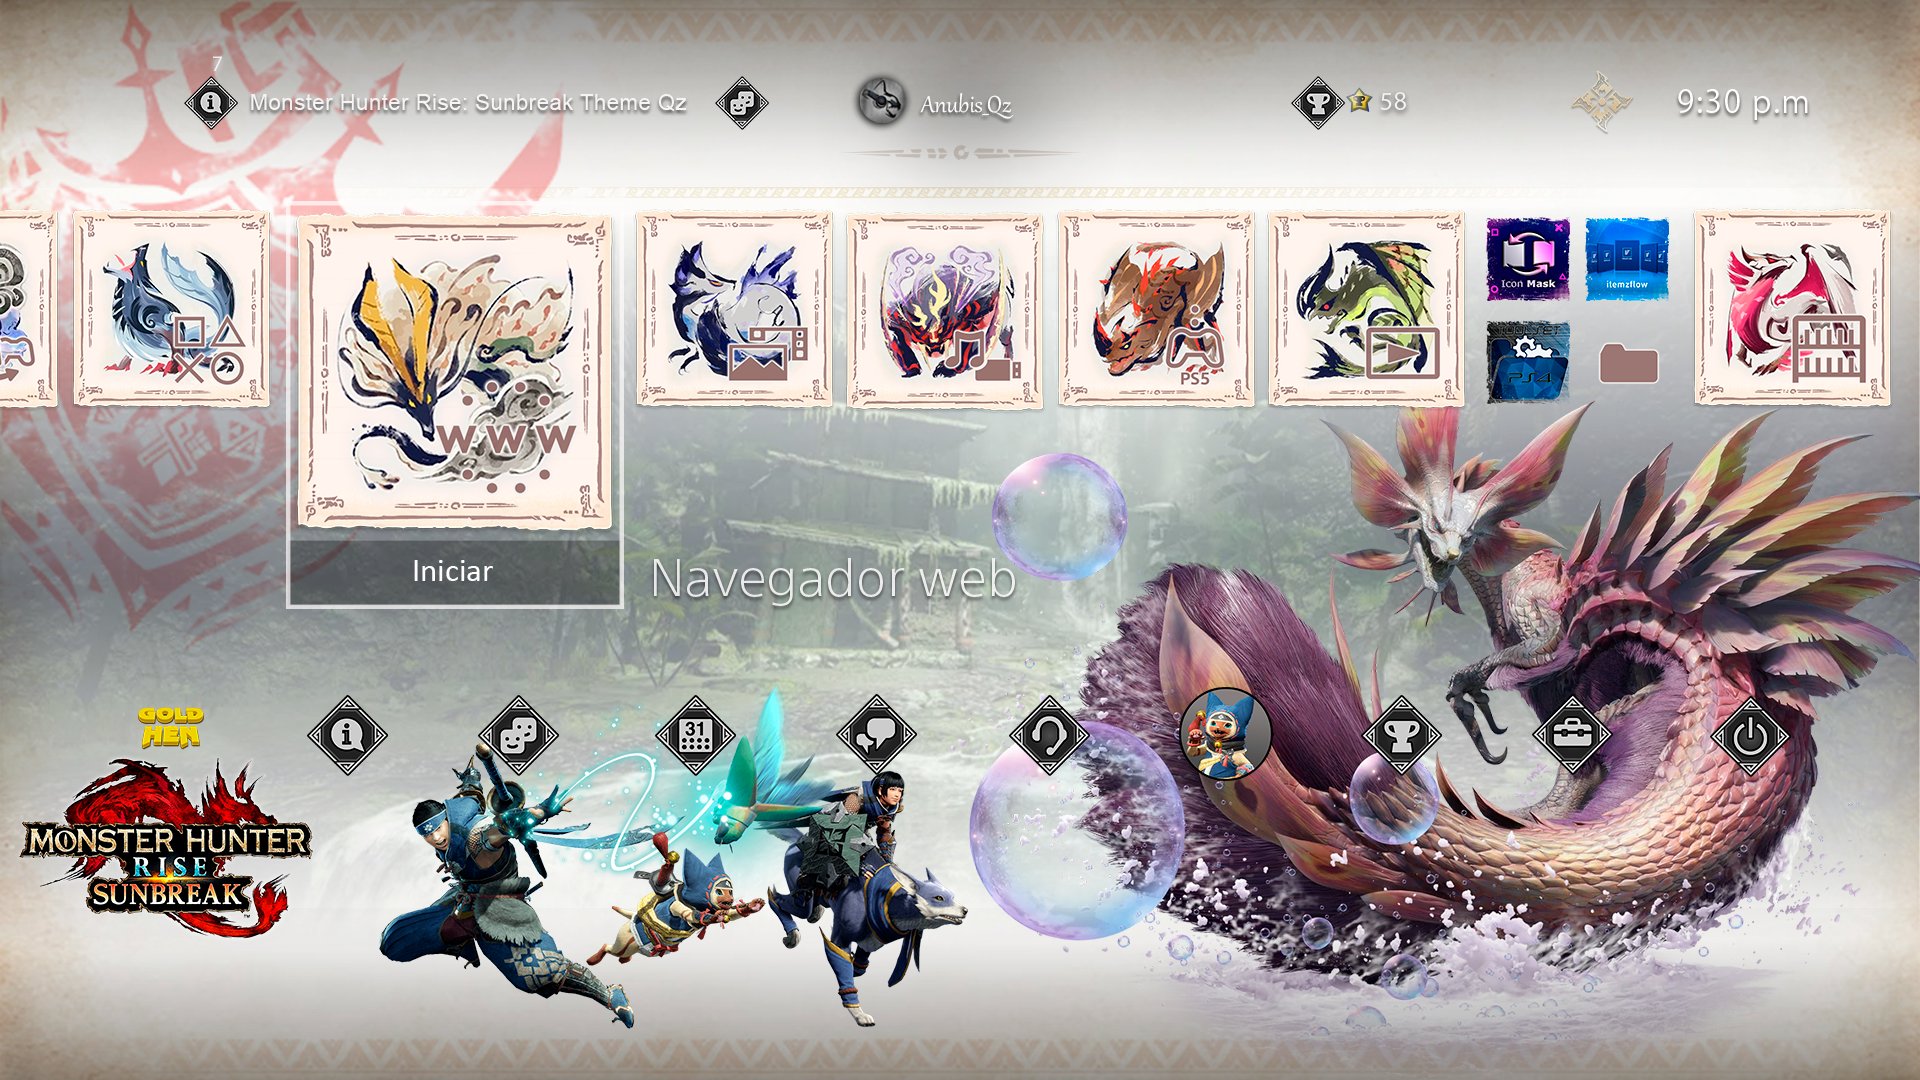 7
Monster Hunter Rise: Sunbreak Theme Qz
Anubis_Qz
58
9:30 p.m
WWW
PS5
Icon Mask
itemzflow
TOOLSET
PS4
Iniciar
Navegador web
GOLD
HEN
31
MONSTER HUNTER
RISE
SUNBREAK